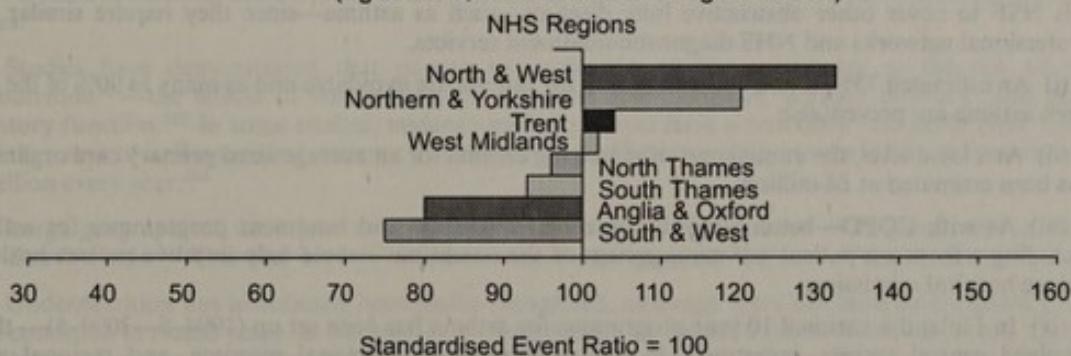 NHS Regions
North & West
Northern & Yorkshire
Trent
West Midlands
North Thames
South Thames
Anglia & Oxford
South & West
30 40 50 60 70 80 90 100 110 120 130 140 150 160
Standardised Event Ratio = 100